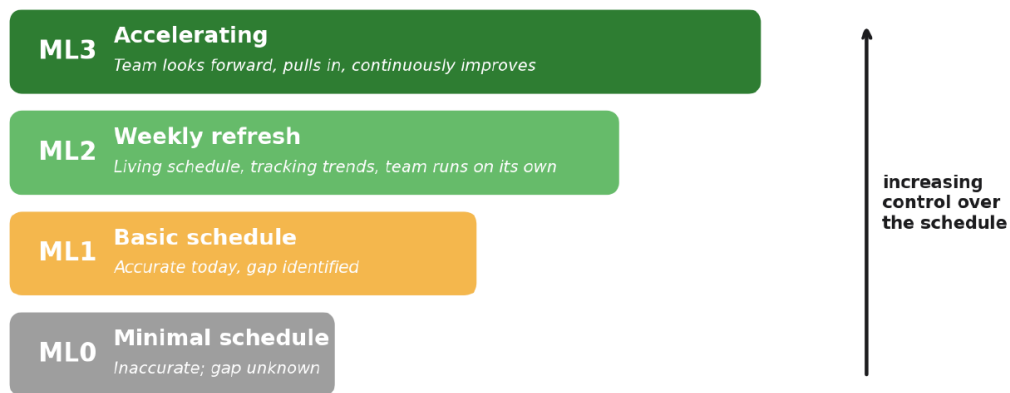 ML3
Accelerating
Team looks forward, pulls in, continuously improves
ML2
Weekly refresh
Living schedule, tracking trends, team runs on its own
ML1
Basic schedule
Accurate today, gap identified
ML0
Minimal schedule
Inaccurate; gap unknown
increasing
control over
the schedule